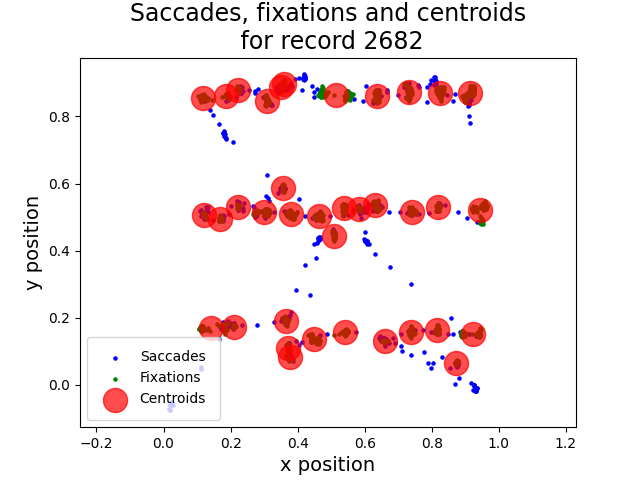 Saccades, fixations and centroids
for record 2682
y position
0.8
0.6
0.4
0.2
0.0
Saccades
Fixations
Centroids
−0.2 0.0 0.2 0.4 0.6 0.8 1.0 1.2
x position